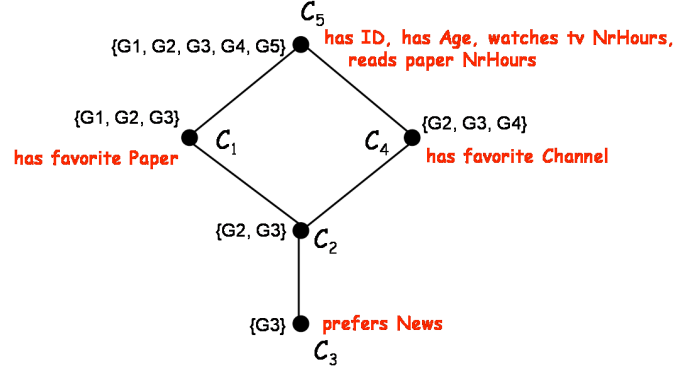 C5
{G1, G2, G3, G4, G5}
has ID, has Age, watches tv NrHours,
reads paper NrHours
{G1, G2, G3}
C1
has favorite Paper
{G2, G3, G4}
C4
has favorite Channel
{G2, G3}
C2
{G3}
prefers News
C3